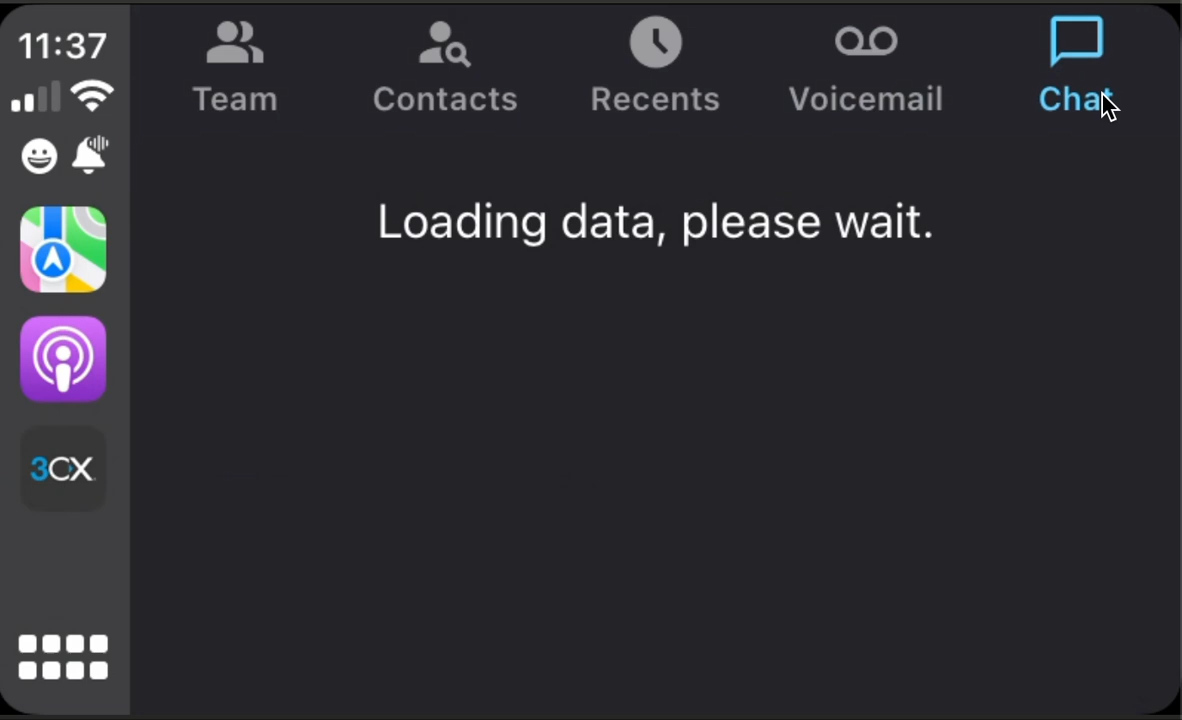 11:37
Team
Contacts
Recents
Voicemail
Chat
Loading data, please wait.
3CX